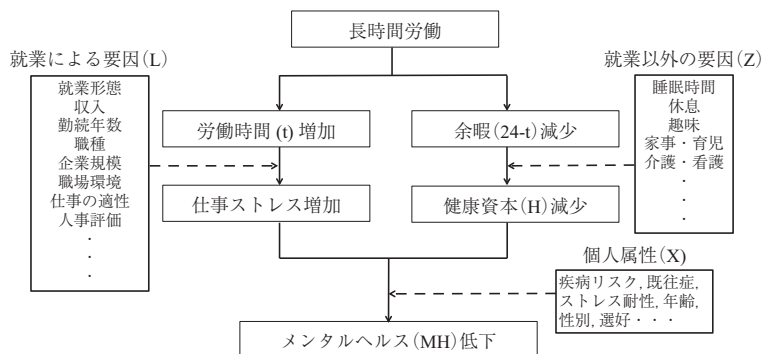 長時間労働
就業による要因(L)
就業形態
収入
勤続年数
職種
企業規模
職場環境
仕事の適性
人事評価
・
・
・
就業以外の要因(Z)
睡眠時間
休息
趣味
家事・育児
介護・看護
・
・
・
労働時間(t)増加
余暇(24-t)減少
仕事ストレス増加
健康資本(H)減少
個人属性(X)
疾病リスク, 既往症,
ストレス耐性, 年齢,
性別, 選好・・・
メンタルヘルス(MH)低下